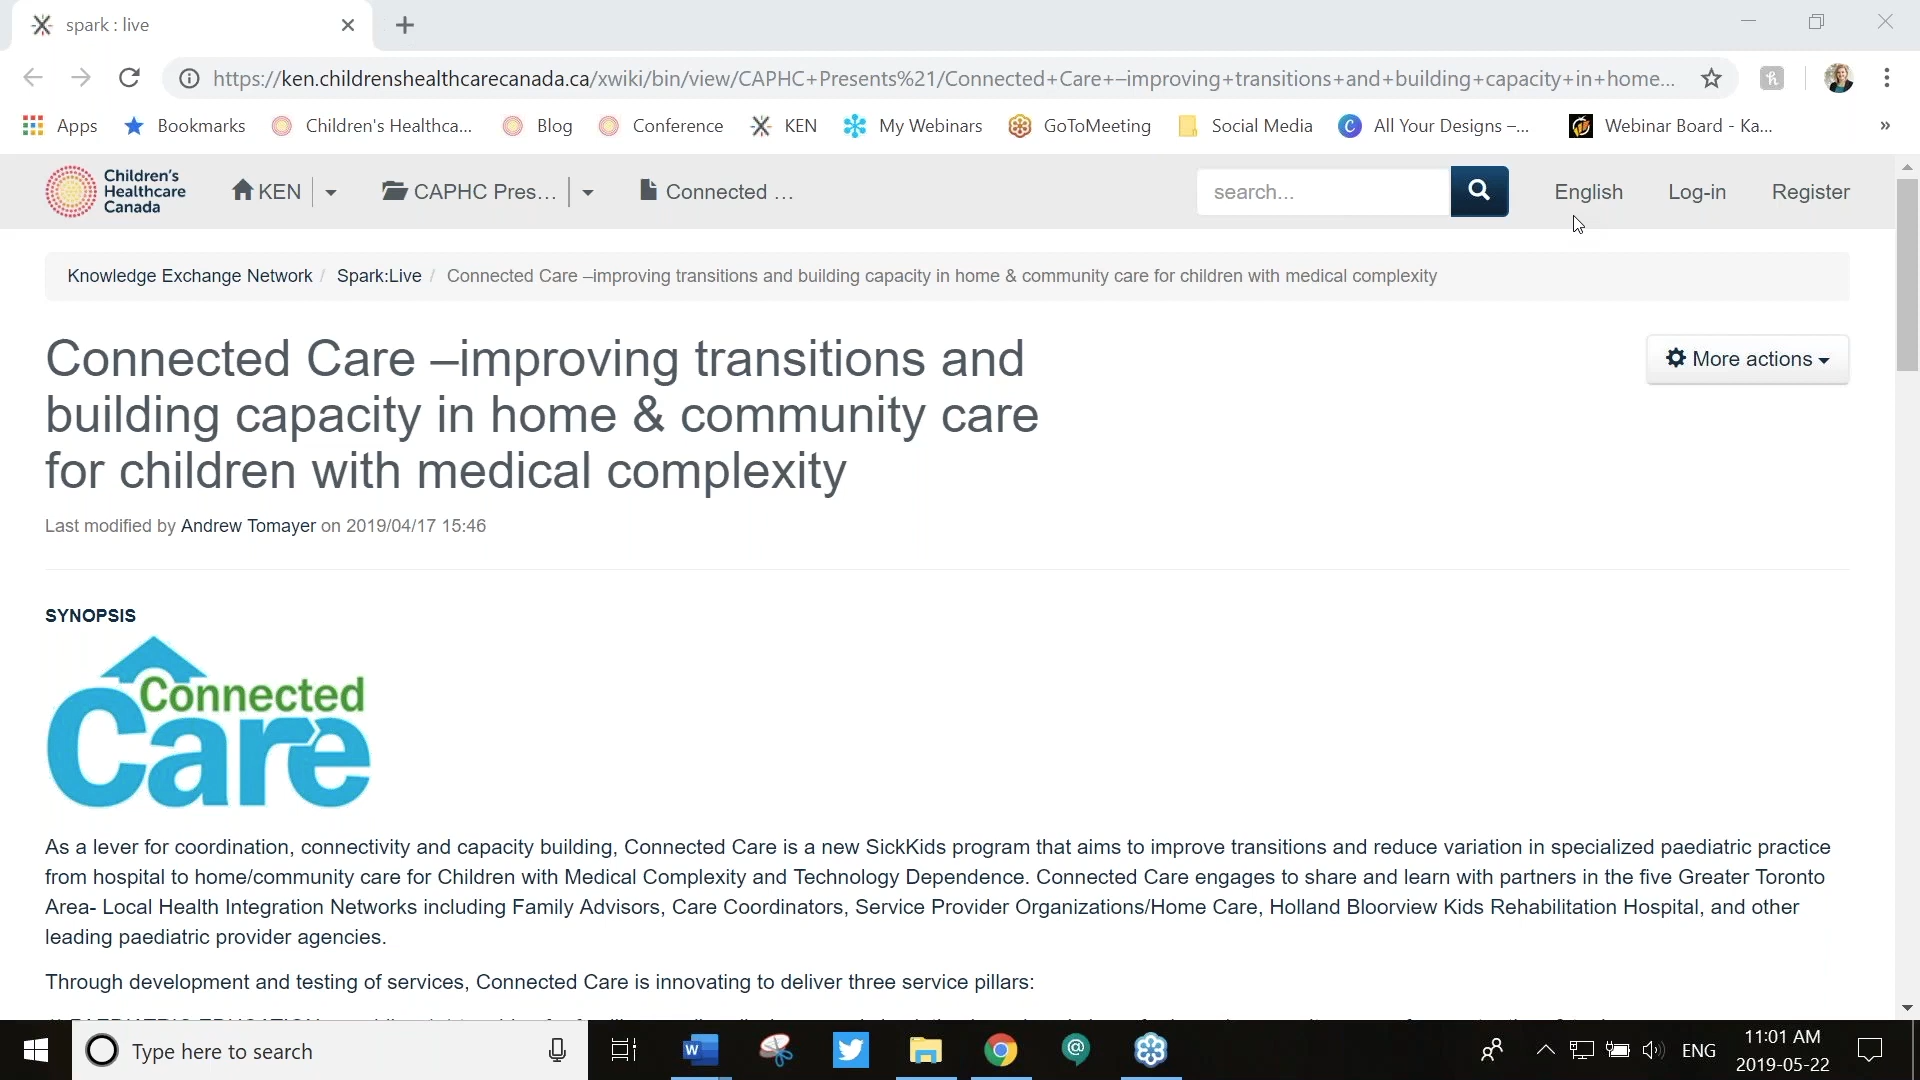 spark : live
https://ken.childrenshealthcarecanada.ca/xwiki/bin/view/CAPHC+Presents%21/Connected+Care+–improving+transitions+and+building+capacity+in+home...
Apps Bookmarks Children's Healthca... Blog Conference KEN My Webinars GoToMeeting Social Media All Your Designs –... Webinar Board - Ka... »
Children's
Healthcare
Canada
KEN CAPHC Pres... Connected ... search... English Log-in Register
Knowledge Exchange Network / Spark:Live / Connected Care –improving transitions and building capacity in home & community care for children with medical complexity
Connected Care –improving transitions and
building capacity in home & community care
for children with medical complexity
More actions
Last modified by Andrew Tomayer on 2019/04/17 15:46
SYNOPSIS
Connected
Care
As a lever for coordination, connectivity and capacity building, Connected Care is a new SickKids program that aims to improve transitions and reduce variation in specialized paediatric practice
from hospital to home/community care for Children with Medical Complexity and Technology Dependence. Connected Care engages to share and learn with partners in the five Greater Toronto
Area- Local Health Integration Networks including Family Advisors, Care Coordinators, Service Provider Organizations/Home Care, Holland Bloorview Kids Rehabilitation Hospital, and other
leading paediatric provider agencies.
Through development and testing of services, Connected Care is innovating to deliver three service pillars:
Type here to search
ENG
11:01 AM
2019-05-22